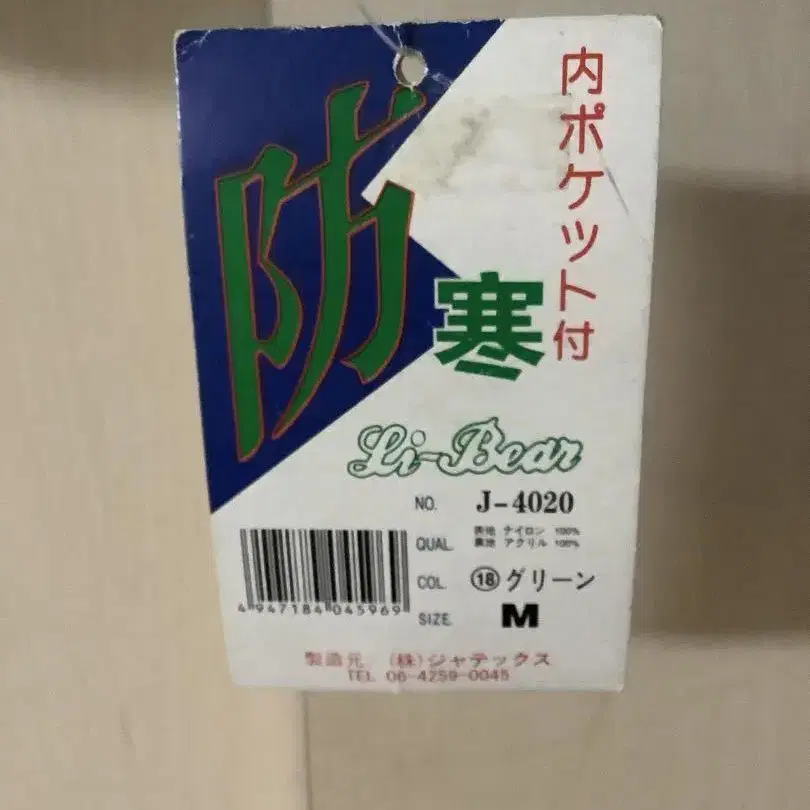 防寒
内ポケット付
Li-Bear
NO. J-4020
QUAL. 表地 ナイロン 100%
裏地 アクリル 100%
COL. ⑱グリーン
SIZE. M
4 947184 045969
製造元 (株)ジャテックス
TEL 06-4259-0045